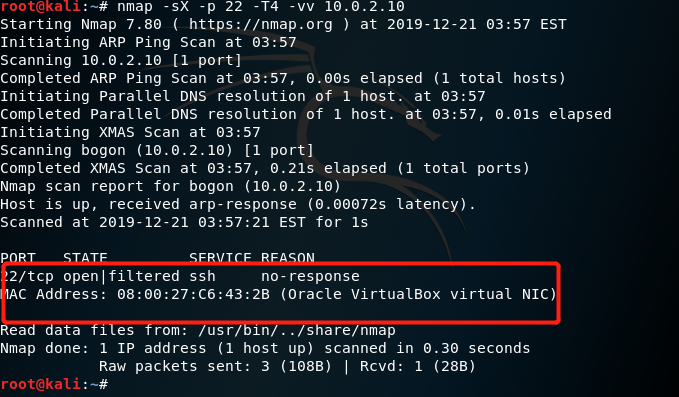 root@kali:~# nmap -sX -p 22 -T4 -vv 10.0.2.10
Starting Nmap 7.80 ( https://nmap.org ) at 2019-12-21 03:57 EST
Initiating ARP Ping Scan at 03:57
Scanning 10.0.2.10 [1 port]
Completed ARP Ping Scan at 03:57, 0.00s elapsed (1 total hosts)
Initiating Parallel DNS resolution of 1 host. at 03:57
Completed Parallel DNS resolution of 1 host. at 03:57, 0.01s elapsed
Initiating XMAS Scan at 03:57
Scanning bogon (10.0.2.10) [1 port]
Completed XMAS Scan at 03:57, 0.21s elapsed (1 total ports)
Nmap scan report for bogon (10.0.2.10)
Host is up, received arp-response (0.00072s latency).
Scanned at 2019-12-21 03:57:21 EST for 1s
PORT   STATE         SERVICE REASON
22/tcp open|filtered ssh     no-response
MAC Address: 08:00:27:C6:43:2B (Oracle VirtualBox virtual NIC)
Read data files from: /usr/bin/../share/nmap
Nmap done: 1 IP address (1 host up) scanned in 0.30 seconds
           Raw packets sent: 3 (108B) | Rcvd: 1 (28B)
root@kali:~#